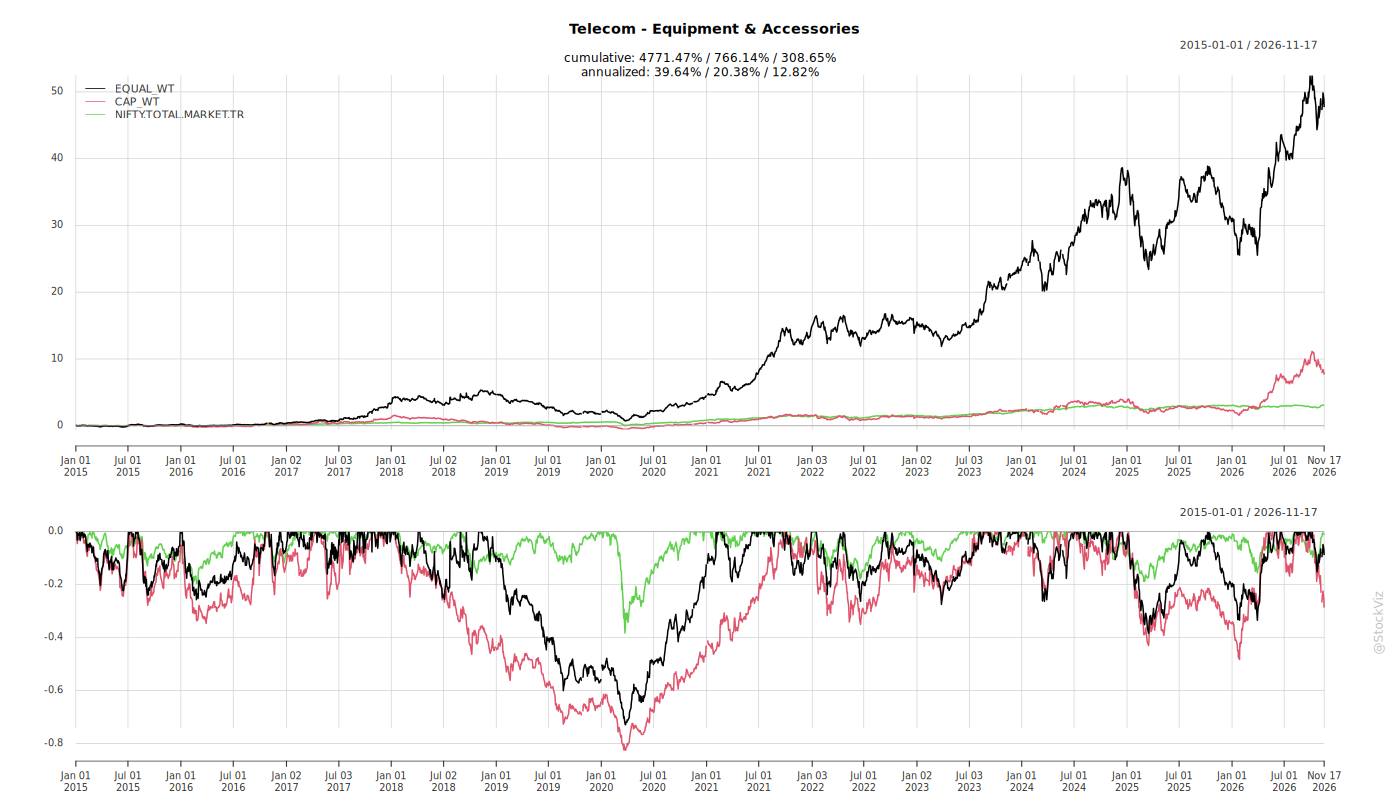 Telecom - Equipment & Accessories
2015-01-01 / 2026-11-17
cumulative: 4771.47% / 766.14% / 308.65%
annualized: 39.64% / 20.38% / 12.82%
EQUAL_WT
CAP_WT
NIFTY.TOTAL.MARKET.TR
50
40
30
20
10
0
Jan 01 Jul 01 Jan 01 Jul 01 Jan 02 Jul 03 Jan 01 Jul 02 Jan 01 Jul 01 Jan 01 Jul 01 Jan 01 Jul 01 Jan 03 Jul 01 Jan 02 Jul 03 Jan 01 Jul 01 Jan 01 Jul 01 Jan 01 Jul 01 Nov 17
2015 2015 2016 2016 2017 2017 2018 2018 2019 2019 2020 2020 2021 2021 2022 2022 2023 2023 2024 2024 2025 2025 2026 2026 2026
2015-01-01 / 2026-11-17
0.0
-0.2
-0.4
-0.6
-0.8
Jan 01 Jul 01 Jan 01 Jul 01 Jan 02 Jul 03 Jan 01 Jul 02 Jan 01 Jul 01 Jan 01 Jul 01 Jan 01 Jul 01 Jan 03 Jul 01 Jan 02 Jul 03 Jan 01 Jul 01 Jan 01 Jul 01 Jan 01 Jul 01 Nov 17
2015 2015 2016 2016 2017 2017 2018 2018 2019 2019 2020 2020 2021 2021 2022 2022 2023 2023 2024 2024 2025 2025 2026 2026 2026
@StockViz